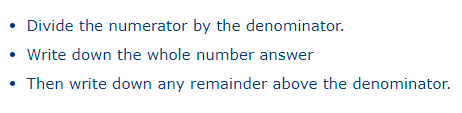 • Divide the numerator by the denominator.
• Write down the whole number answer
• Then write down any remainder above the denominator.